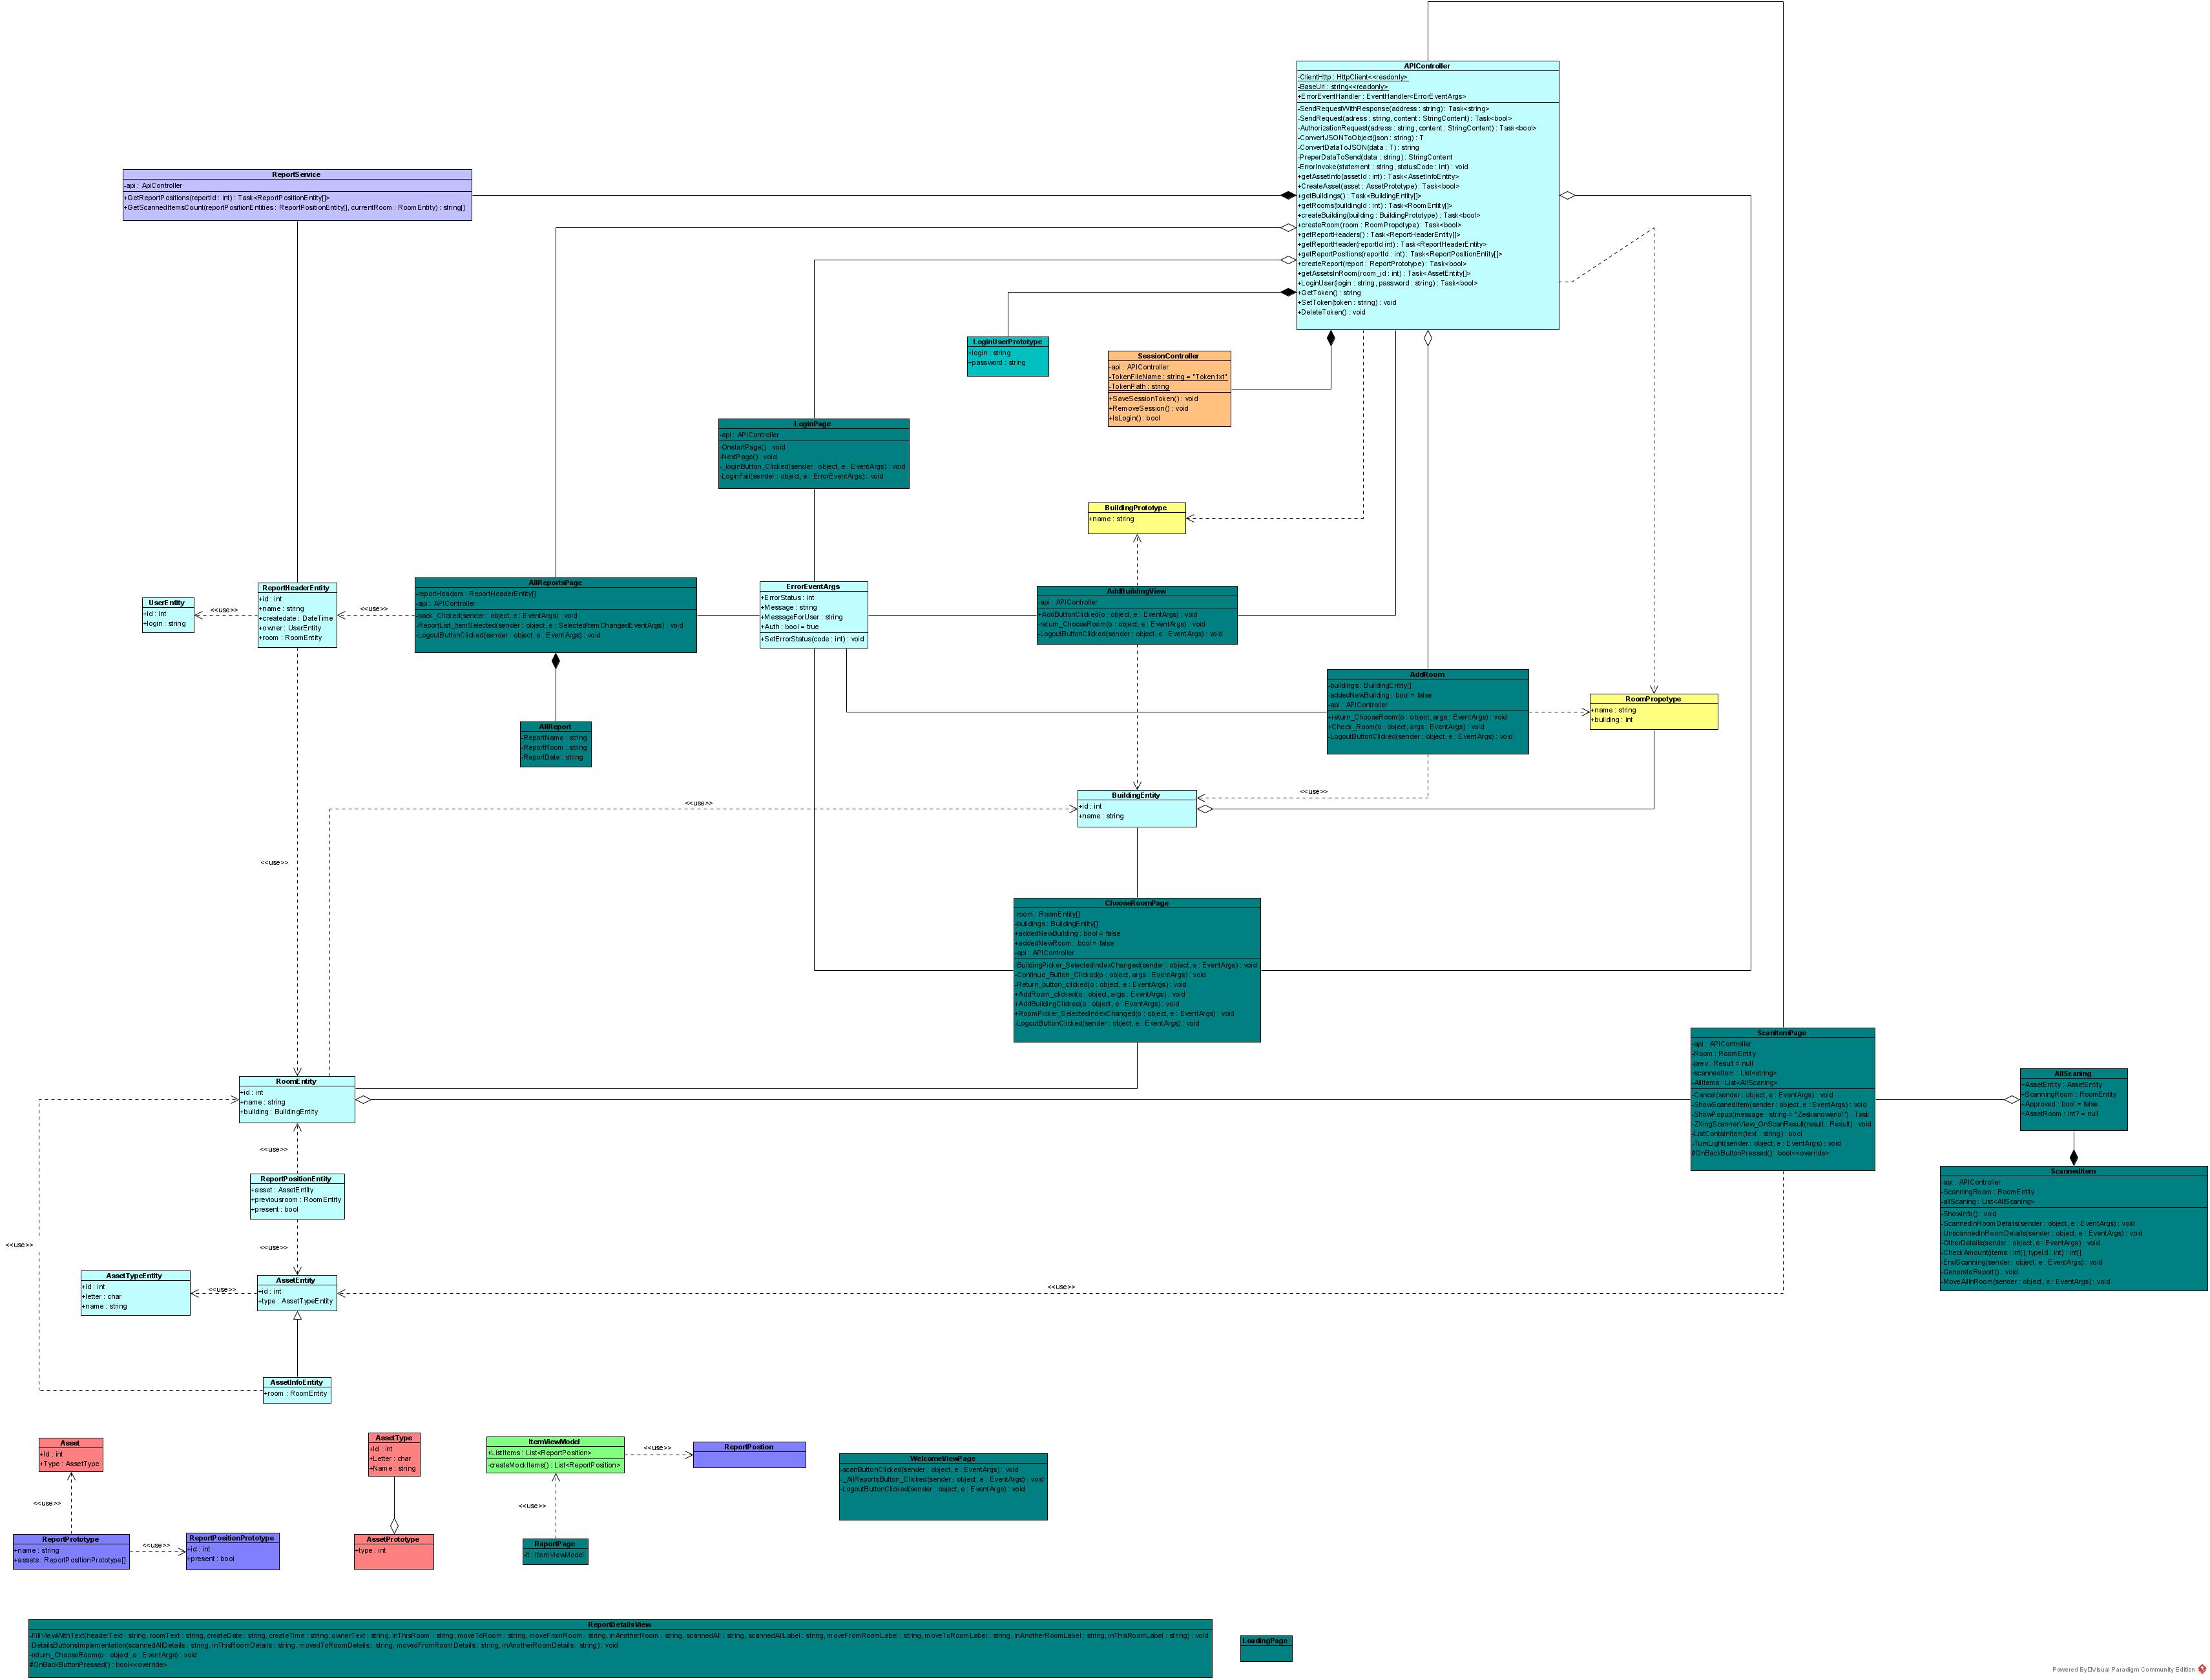 APIController
-ClientHttp : HttpClient<<readonly>
-BaseUrl : string<<readonly>
+ErrorEventHandler : EventHandler<ErrorEventArgs>
-SendRequestWithResponse(address : string) : Task<string>
-SendRequest(adress : string, content : StringContent) : Task<bool>
-AuthorizationRequest(adress : string, content : StringContent) : Task<bool>
-ConvertJSONToObject(json : string) : T
-ConvertDataToJSON(data : T) : string
-PreperDataToSend(data : string) : StringContent
-ErrorInvoke(statement : string, statusCode : int) : void
+getAssetInfo(assetId : int) : Task<AssetInfoEntity>
+CreateAsset(asset : AssetPrototype) : Task<bool>
+getBuildings() : Task<BuildingEntity[]>
+getRooms(buildingId : int) : Task<RoomEntity[]>
+createBuilding(building : BuildingPrototype) : Task<bool>
+createRoom(room : RoomPropotype) : Task<bool>
+getReportHeaders() : Task<ReportHeaderEntity[]>
+getReportHeader(reportId int) : Task<ReportHeaderEntity>
+getReportPositions(reportId : int) : Task<ReportPositionEntity[]>
+createReport(report : ReportPrototype) : Task<bool>
+getAssetsInRoom(room_id : int) : Task<AssetEntity[]>
+LoginUser(login : string, password : string) : Task<bool>
+GetToken() : string
+SetToken(token : string) : void
+DeleteToken() : void
ReportService
-api : ApiController
+GetReportPositions(reportId : int) : Task<ReportPositionEntity[]>
+GetScannedItemsCount(reportPositionEntities : ReportPositionEntity[], currentRoom : RoomEntity) : string[]
LoginUserPrototype
+login : string
+password : string
SessionController
-api : APIController
-TokenFileName : string = "Token.txt"
-TokenPath : string
+SaveSessionToken() : void
+RemoveSession() : void
+IsLogin() : bool
LoginPage
-api : APIController
-OnstartPage() : void
-NextPage() : void
-_loginButton_Clicked(sender : object, e : EventArgs) : void
-LoginFail(sender : object, e : ErrorEventArgs) : void
BuildingPrototype
+name : string
UserEntity
+id : int
+login : string
<<use>>
ReportHeaderEntity
+id : int
+name : string
+createdate : DateTime
+owner : UserEntity
+room : RoomEntity
<<use>>
AllReportsPage
-reportHeaders : ReportHeaderEntity[]
-api : APIController
-back_Clicked(sender : object, e : EventArgs) : void
-ReportList_ItemSelected(sender : object, e : SelectedItemChangedEventArgs) : void
-LogoutButtonClicked(sender : object, e : EventArgs) : void
ErrorEventArgs
+ErrorStatus : int
+Message : string
+MessageForUser : string
+Auth : bool = true
+SetErrorStatus(code : int) : void
AddBuildingView
-api : APIController
+AddButtonClicked(o : object, e : EventArgs) : void
-return_ChooseRoom(o : object, e : EventArgs) : void
-LogoutButtonClicked(sender : object, e : EventArgs) : void
AddRoom
-buildings : BuildingEntity[]
-addedNewBuilding : bool = false
-api : APIController
+return_ChooseRoom(o : object, args : EventArgs) : void
+Check_Room(o : object, args : EventArgs) : void
-LogoutButtonClicked(sender : object, e : EventArgs) : void
RoomPropotype
+name : string
+building : int
AllReport
-ReportName : string
-ReportRoom : string
-ReportDate : string
BuildingEntity
+id : int
+name : string
<<use>>
<<use>>
<<use>>
ChooseRoomPage
-room : RoomEntity[]
-buildings : BuildingEntity[]
+addedNewBuilding : bool = false
+addedNewRoom : bool = false
-api : APIController
-BuildingPicker_SelectedIndexChanged(sender : object, e : EventArgs) : void
-Continue_Button_Clicked(o : object, args : EventArgs) : void
-Return_button_clicked(o : object, e : EventArgs) : void
+AddRoom_clicked(o : object, args : EventArgs) : void
+AddBuildingClicked(o : object, e : EventArgs) : void
+RoomPicker_SelectedIndexChanged(o : object, e : EventArgs) : void
-LogoutButtonClicked(sender : object, e : EventArgs) : void
ScanItemPage
-api : APIController
-Room : RoomEntity
-prev : Result = null
-scannedItem : List<string>
-AllItems : List<AllScaning>
-Cancel(sender : object, e : EventArgs) : void
-ShowScanedItem(sender : object, e : EventArgs) : void
-ShowPopup(message : string = "Zeskanowano!") : Task
-ZXingScannerView_OnScanResult(result : Result) : void
-ListContainItem(text : string) : bool
-TurnLight(sender : object, e : EventArgs) : void
#OnBackButtonPressed() : bool<<override>
AllScaning
+AssetEntity : AssetEntity
+ScanningRoom : RoomEntity
+Approved : bool = false
+AssetRoom : int? = null
ScannedItem
-api : APIController
-ScanningRoom : RoomEntity
-allScaning : List<AllScaning>
-ShowInfo() : void
-ScannedInRoomDetails(sender : object, e : EventArgs) : void
-UnscannedInRoomDetails(sender : object, e : EventArgs) : void
-OtherDetails(sender : object, e : EventArgs) : void
-CheckAmount(items : int[], typeId : int) : int[]
-EndScanning(sender : object, e : EventArgs) : void
-GenerateRaport() : void
-MoveAllInRoom(sender : object, e : EventArgs) : void
RoomEntity
+id : int
+name : string
+building : BuildingEntity
<<use>>
ReportPositionEntity
+asset : AssetEntity
+previousroom : RoomEntity
+present : bool
<<use>>
<<use>>
AssetTypeEntity
+id : int
+letter : char
+name : string
<<use>>
AssetEntity
+id : int
+type : AssetTypeEntity
<<use>>
AssetInfoEntity
+room : RoomEntity
Asset
+Id : int
+Type : AssetType
<<use>>
ReportPrototype
+name : string
+assets : ReportPositionPrototype[]
<<use>>
ReportPositionPrototype
+id : int
+present : bool
AssetType
+Id : int
+Letter : char
+Name : string
AssetPrototype
+type : int
ItemViewModel
+ListItems : List<ReportPosition>
-createMockItems() : List<ReportPosition>
<<use>>
ReportPostion
<<use>>
RaportPage
-it : ItemViewModel
WelcomeViewPage
-scanButtonClicked(sender : object, e : EventArgs) : void
-_AllReportsButton_Clicked(sender : object, e : EventArgs) : void
-LogoutButtonClicked(sender : object, e : EventArgs) : void
ReportDetailsView
-FillViewWithText(headerText : string, roomText : string, createDate : string, createTime : string, ownerText : string, inThisRoom : string, moveToRoom : string, moveFromRoom : string, inAnotherRoom : string, scannedAll : string, scannedAllLabel : string, moveFromRoomLabel : string, moveToRoomLabel : string, inAnotherRoomLabel : string, inThisRoomLabel : string) : void
-DetailsButtonsImplementation(scannedAllDetails : string, inThisRoomDetails : string, movedToRoomDetails : string, movedFromRoomDetails : string, inAnotherRoomDetails : string) : void
-return_ChooseRoom(o : object, e : EventArgs) : void
#OnBackButtonPressed() : bool<<override>
LoadingPage
Powered By Visual Paradigm Community Edition